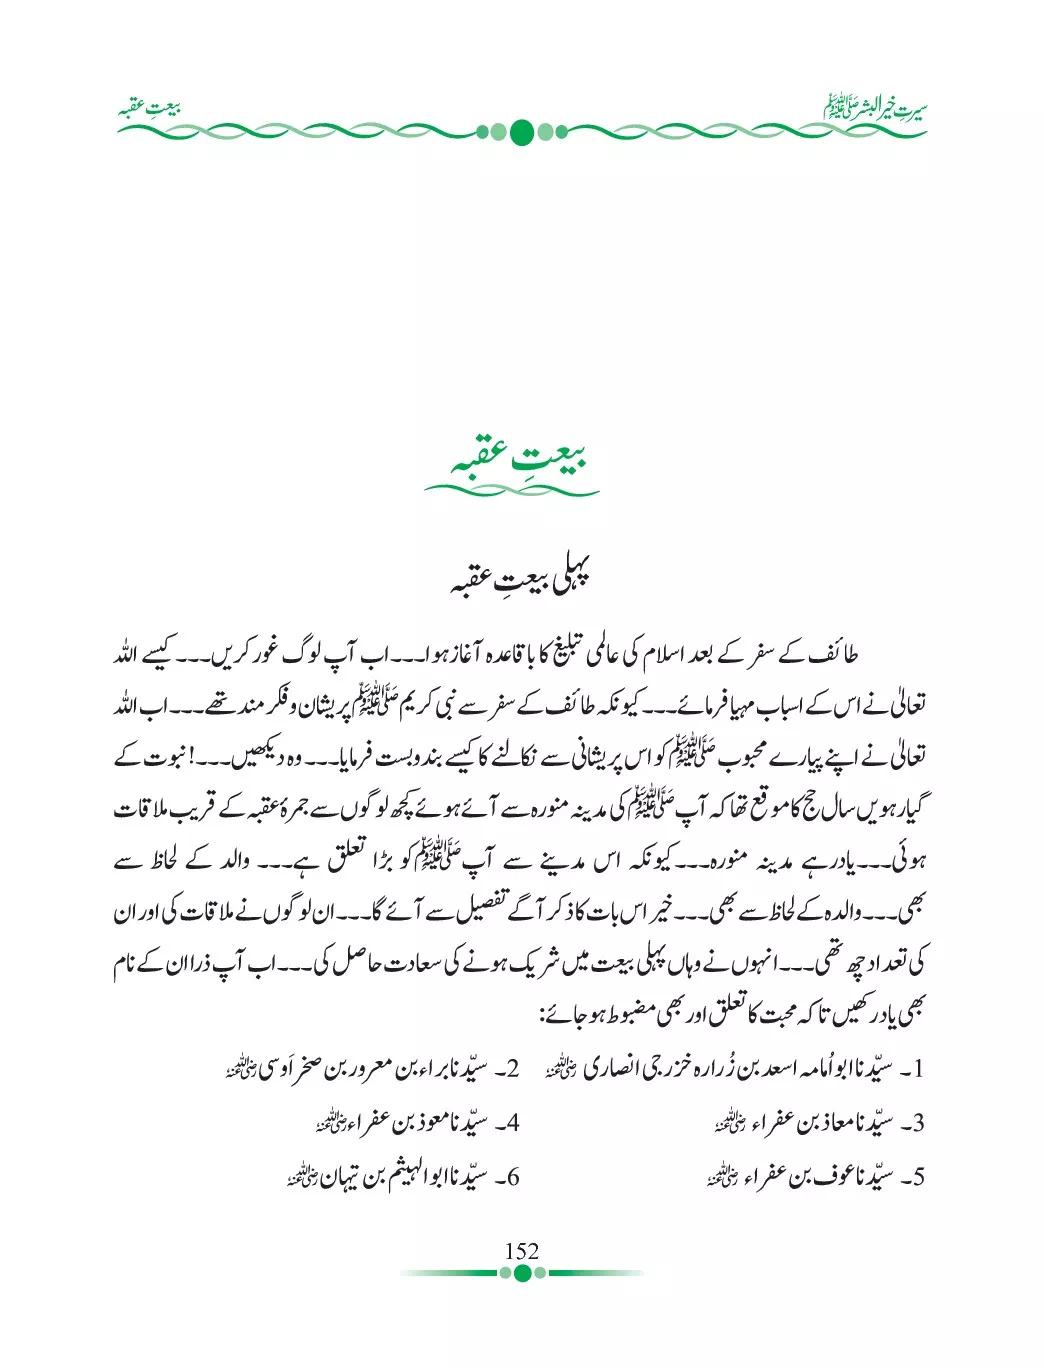 سیرتِ خیر البشر ﷺ
بیعتِ عقبہ
بیعتِ عقبہ
پہلی بیعتِ عقبہ
طائف کے سفر کے بعد اسلام کی عالمی تبلیغ کا باقاعدہ آغاز ہوا۔۔۔اب آپ لوگ غور کریں۔۔۔کیسے اللہ
تعالیٰ نے اس کے اسباب مہیا فرمائے۔۔۔کیونکہ طائف کے سفر سے نبی کریم ﷺ پریشان و فکر مند تھے۔۔۔اب اللہ
تعالیٰ نے اپنے پیارے محبوب ﷺ کو اس پریشانی سے نکالنے کا کیسے بندوبست فرمایا۔۔۔ وہ دیکھیں۔۔۔! نبوت کے
گیارہویں سال حج کا موقع تھا کہ آپ ﷺ کی مدینہ منورہ سے آئے ہوئے کچھ لوگوں سے جمرۂ عقبہ کے قریب ملاقات
ہوئی۔۔۔یاد رہے مدینہ منورہ۔۔۔کیونکہ اس مدینے سے آپ ﷺ کو بڑا تعلق ہے۔۔۔ والد کے لحاظ سے
بھی۔۔۔والدہ کے لحاظ سے بھی۔۔۔خیر اس بات کا ذکر آگے تفصیل سے آئے گا۔۔۔ان لوگوں نے ملاقات کی اور ان
کی تعداد چھ تھی۔۔۔انہوں نے وہاں پہلی بیعت میں شریک ہونے کی سعادت حاصل کی۔۔۔اب آپ ذرا ان کے نام
بھی یاد رکھیں تاکہ محبت کا تعلق اور بھی مضبوط ہو جائے:
1۔ سیّدنا ابو اُمامہ اسعد بن زُرارہ خزرجی انصاری رضی اللہ عنہ 2۔ سیّدنا براء بن معرور بن صخر اَوسی رضی اللہ عنہ
3۔ سیّدنا معاذ بن عفراء رضی اللہ عنہ 4۔ سیّدنا معوذ بن عفراء رضی اللہ عنہ
5۔ سیّدنا عوف بن عفراء رضی اللہ عنہ 6۔ سیّدنا ابو الہیثم بن تیہان رضی اللہ عنہ
152